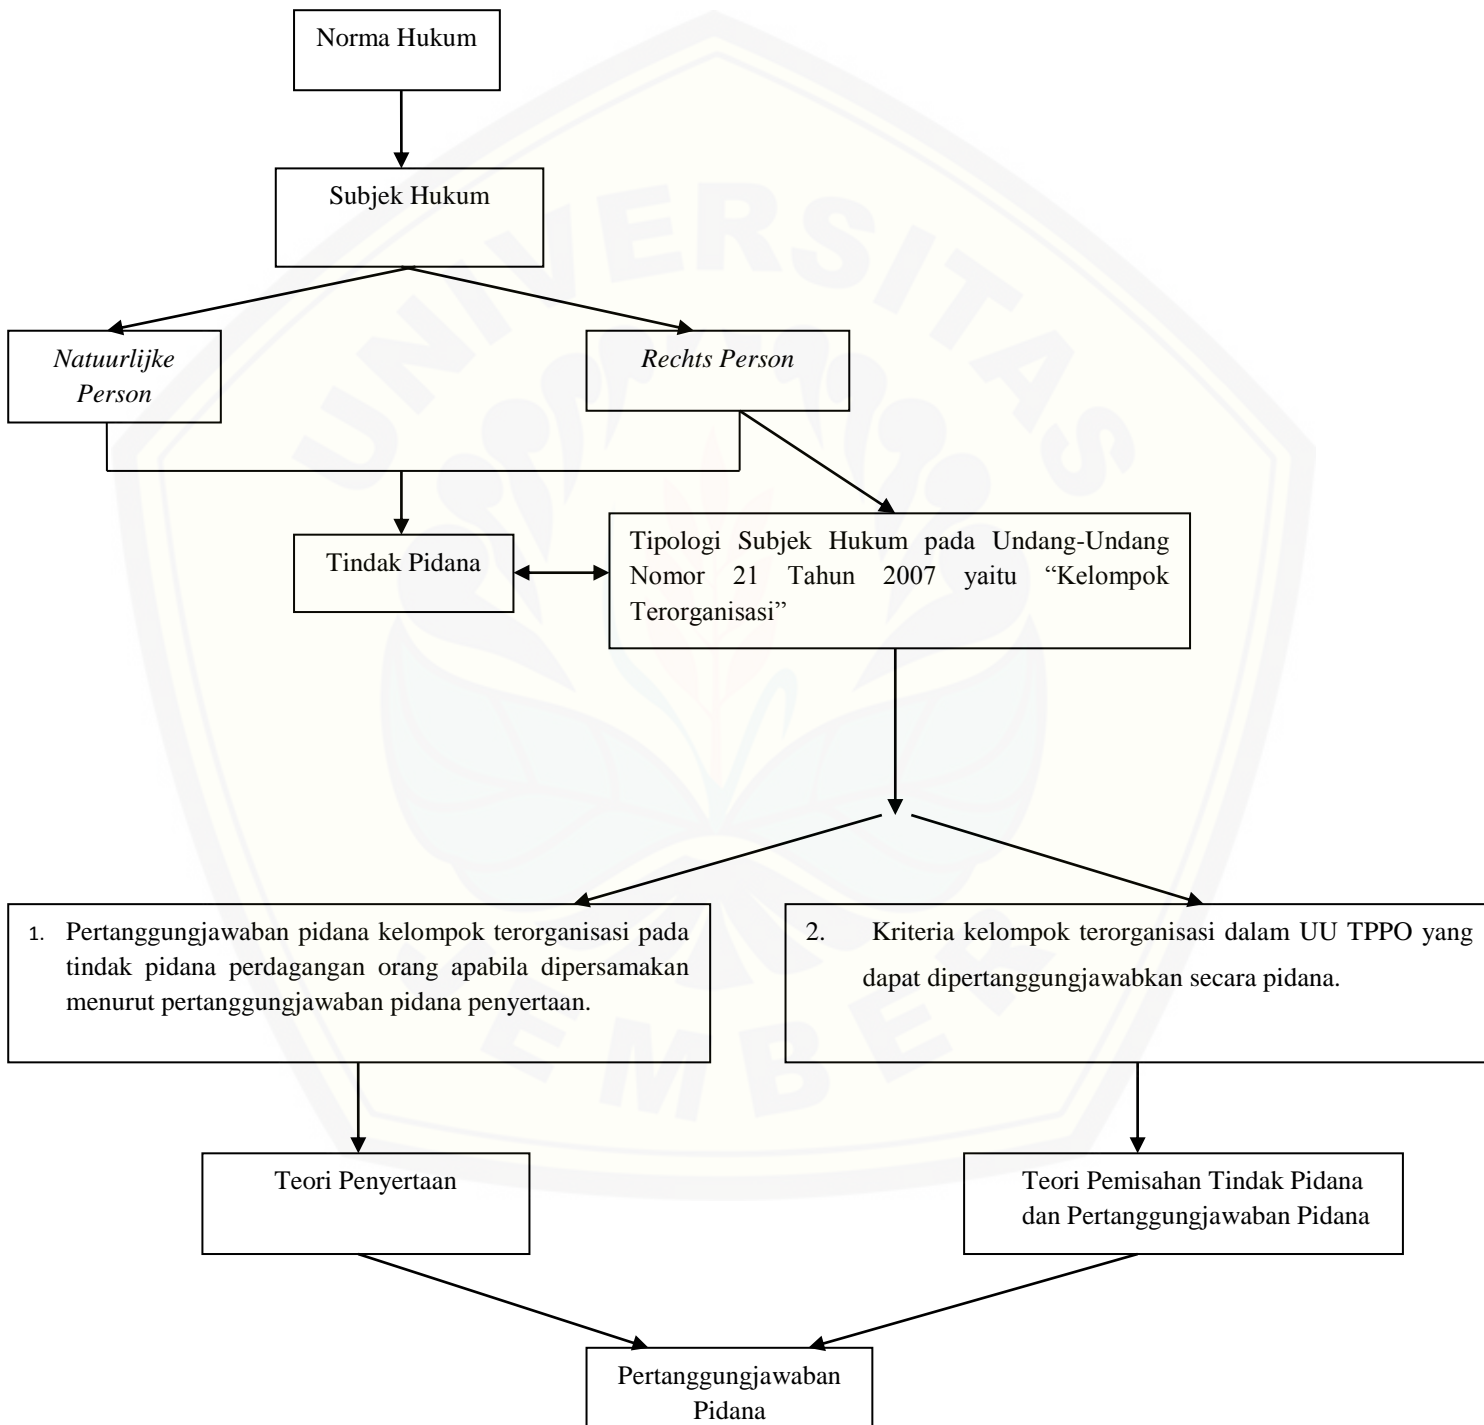 Norma Hukum
Subjek Hukum
Natuurlijke
Person
Rechts Person
Tindak Pidana
Tipologi Subjek Hukum pada Undang-Undang
Nomor 21 Tahun 2007 yaitu “Kelompok
Terorganisasi”
1. Pertanggungjawaban pidana kelompok terorganisasi pada
tindak pidana perdagangan orang apabila dipersamakan
menurut pertanggungjawaban pidana penyertaan.
2. Kriteria kelompok terorganisasi dalam UU TPPO yang
dapat dipertanggungjawabkan secara pidana.
Teori Penyertaan
Teori Pemisahan Tindak Pidana
dan Pertanggungjawaban Pidana
Pertanggungjawaban
Pidana
UNIVERSITAS
JEMBER